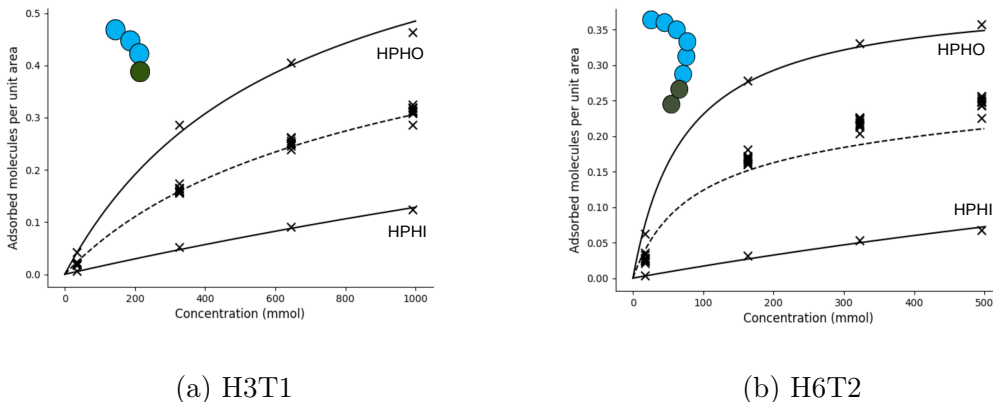 0.5
0.4
0.3
0.2
0.1
0.0
Adsorbed molecules per unit area
HPHO
HPHI
0 200 400 600 800 1000
Concentration (mmol)
(a) H3T1
0.35
0.30
0.25
0.20
0.15
0.10
0.05
0.00
Adsorbed molecules per unit area
HPHO
HPHI
0 100 200 300 400 500
Concentration (mmol)
(b) H6T2